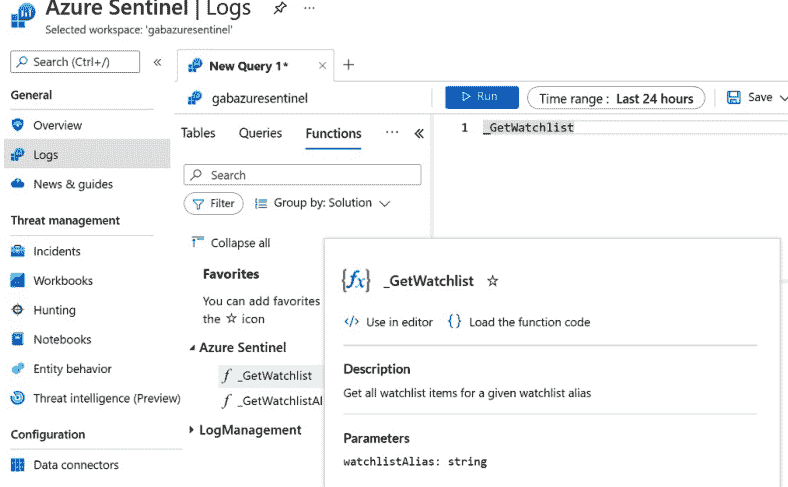 Azure Sentinel | Logs ...
Selected workspace: 'gabazuresentinel'
Search (Ctrl+/) «
General
Overview
Logs
News & guides
Threat management
Incidents
Workbooks
Hunting
Notebooks
Entity behavior
Threat intelligence (Preview)
Configuration
Data connectors
New Query 1* × +
gabazuresentinel
Run Time range : Last 24 hours Save
Tables Queries Functions ... «
Search
Filter Group by: Solution
Collapse all
Favorites
You can add favorites
the ☆ icon
Azure Sentinel
f _GetWatchlist
f _GetWatchlistAl
LogManagement
1 _GetWatchlist
{fx} _GetWatchlist ☆
</> Use in editor {} Load the function code
Description
Get all watchlist items for a given watchlist alias
Parameters
watchlistAlias: string